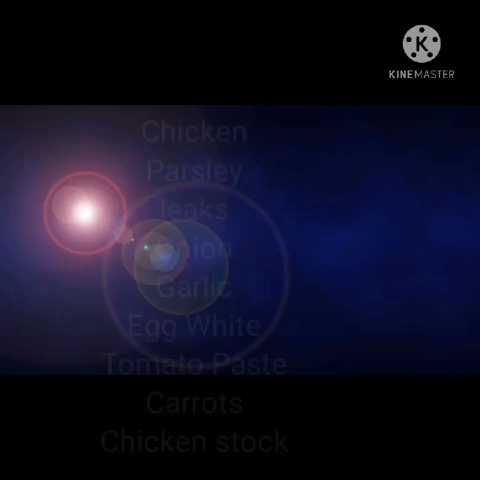 K
KINEMASTER
Chicken
Parsley
leaks
Garlic
Egg White
Tomato Paste
Carrots
Chicken stock